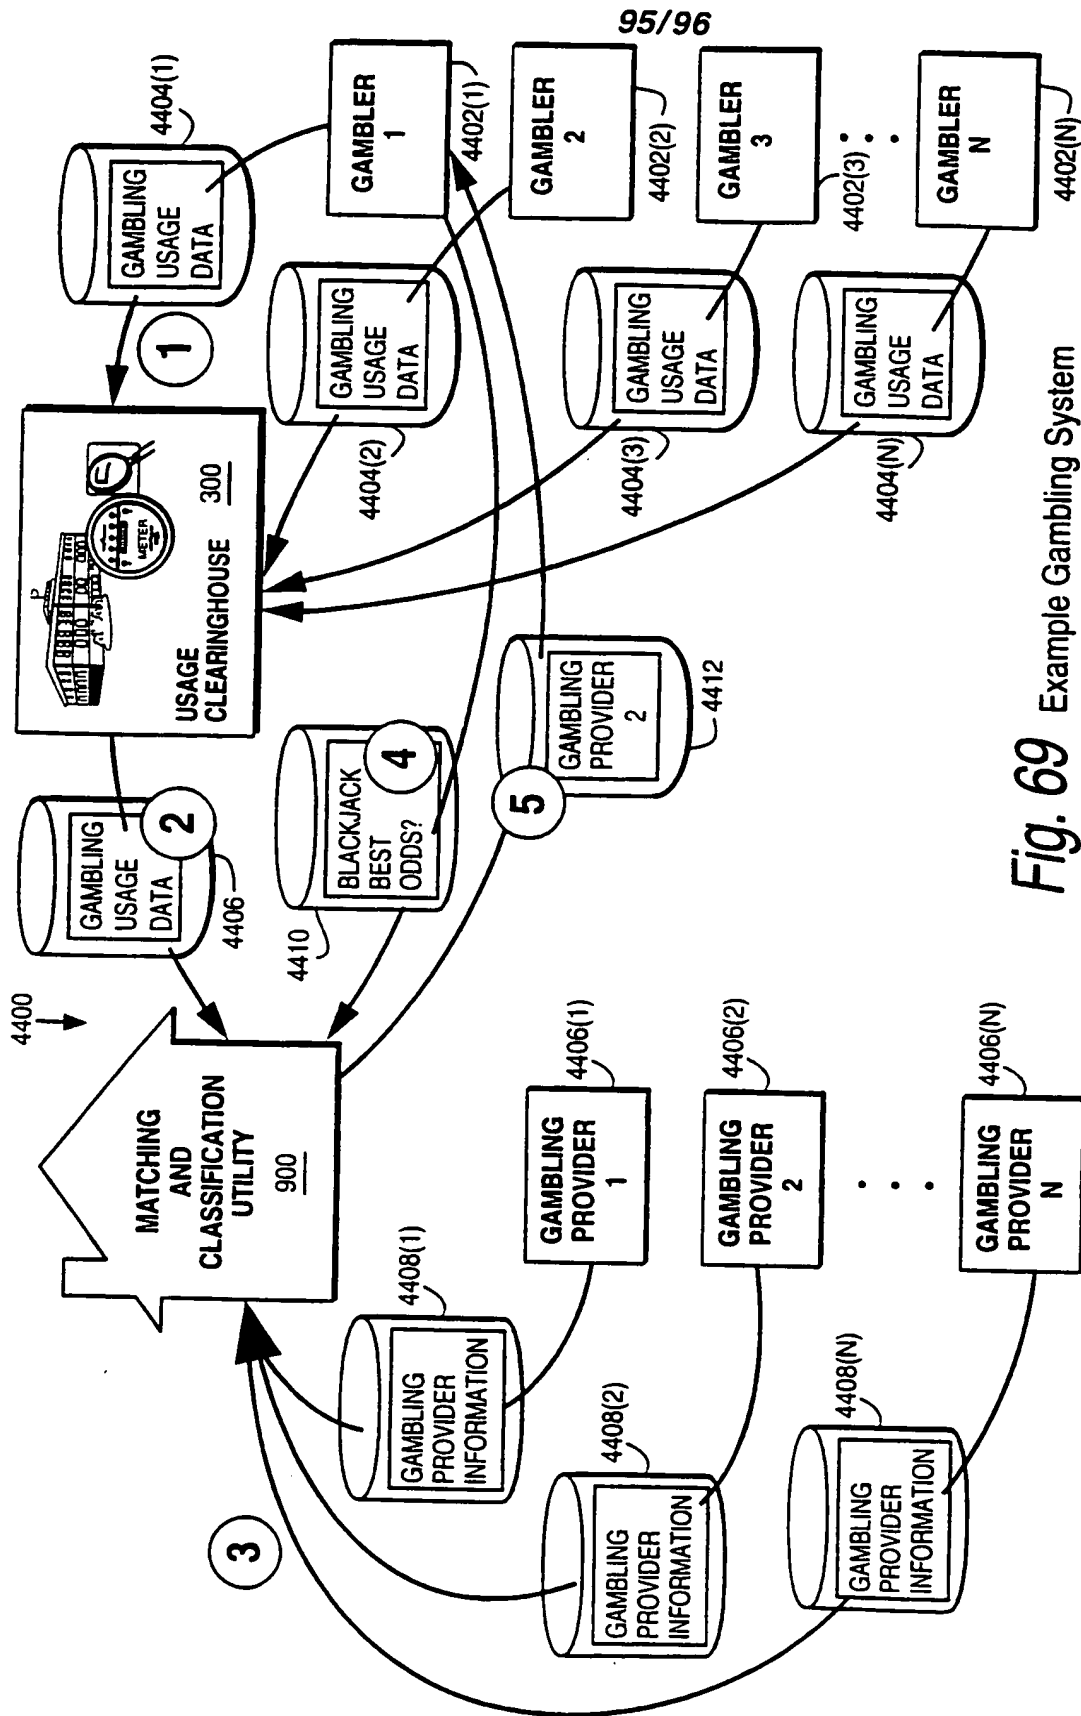 95/96
4400
MATCHING
AND
CLASSIFICATION
UTILITY
900
GAMBLING
USAGE
DATA
2
4406
USAGE
CLEARINGHOUSE
300
METER
1
GAMBLING
USAGE
DATA
4404(1)
GAMBLER
1
4402(1)
GAMBLING
USAGE
DATA
4404(2)
GAMBLER
2
4402(2)
GAMBLING
USAGE
DATA
4404(3)
GAMBLER
3
4402(3)
GAMBLING
USAGE
DATA
4404(N)
GAMBLER
N
4402(N)
BLACKJACK
BEST
ODDS?
4
4410
5
GAMBLING
PROVIDER
2
4412
3
GAMBLING
PROVIDER
INFORMATION
4408(1)
GAMBLING
PROVIDER
1
4406(1)
GAMBLING
PROVIDER
INFORMATION
4408(2)
GAMBLING
PROVIDER
2
4406(2)
GAMBLING
PROVIDER
INFORMATION
4408(N)
GAMBLING
PROVIDER
N
4406(N)
Fig. 69 Example Gambling System